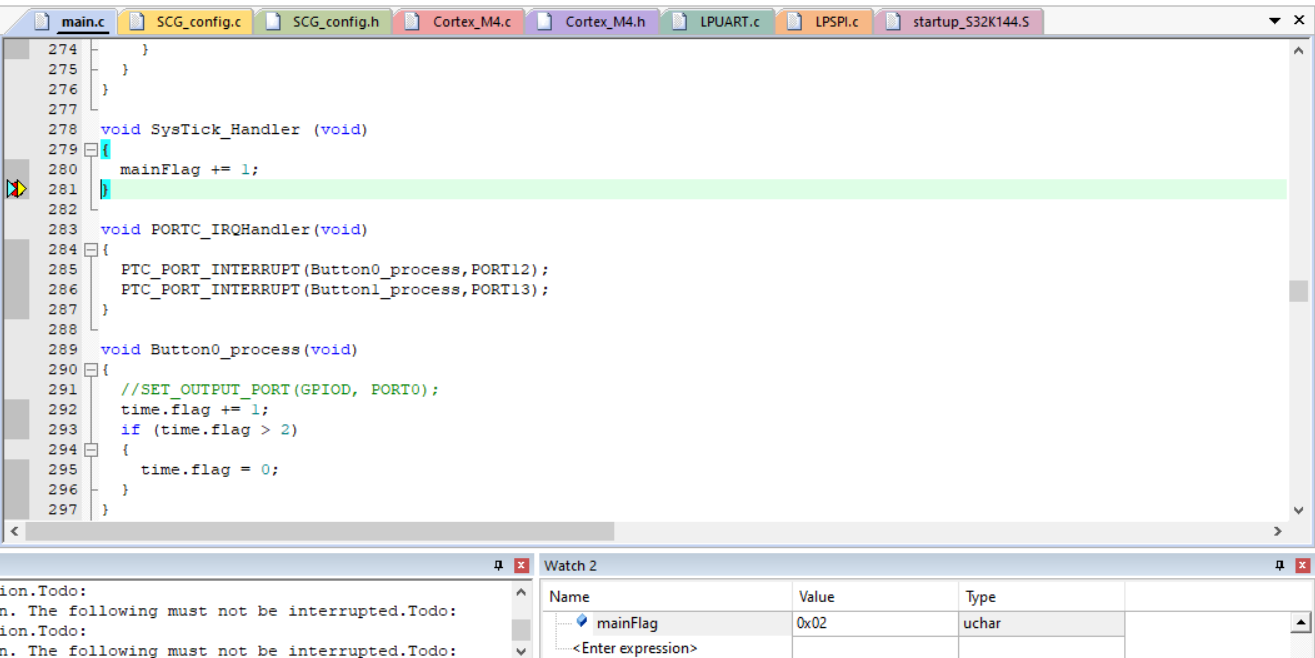 main.c SCG_config.c SCG_config.h Cortex_M4.c Cortex_M4.h LPUART.c LPSPI.c startup_S32K144.S
274 }
275 }
276 }
277
278 void SysTick_Handler (void)
279 {
280 mainFlag += 1;
281 }
282
283 void PORTC_IRQHandler(void)
284 {
285 PTC_PORT_INTERRUPT(Button0_process,PORT12);
286 PTC_PORT_INTERRUPT(Button1_process,PORT13);
287 }
288
289 void Button0_process(void)
290 {
291 //SET_OUTPUT_PORT(GPIOD, PORT0);
292 time.flag += 1;
293 if (time.flag > 2)
294 {
295 time.flag = 0;
296 }
297 }
ion.Todo:
n. The following must not be interrupted.Todo:
ion.Todo:
n. The following must not be interrupted.Todo:
Watch 2
Name Value Type
mainFlag 0x02 uchar
<Enter expression>